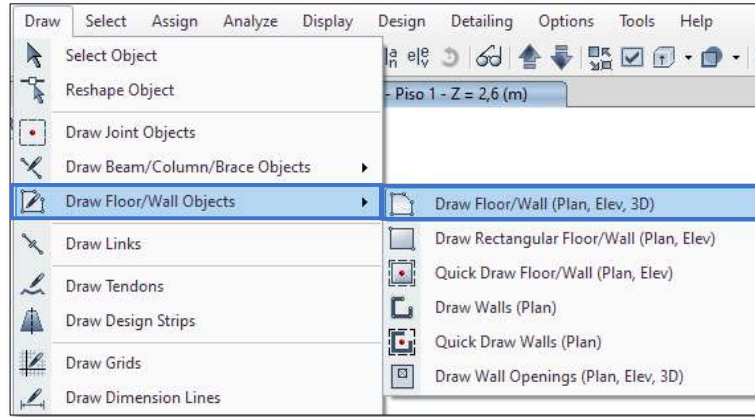 Draw Select Assign Analyze Display Design Detailing Options Tools Help
Select Object
Reshape Object
- Piso 1 - Z = 2,6 (m)
Draw Joint Objects
Draw Beam/Column/Brace Objects
Draw Floor/Wall Objects
Draw Links
Draw Tendons
Draw Design Strips
Draw Grids
Draw Dimension Lines
Draw Floor/Wall (Plan, Elev, 3D)
Draw Rectangular Floor/Wall (Plan, Elev)
Quick Draw Floor/Wall (Plan, Elev)
Draw Walls (Plan)
Quick Draw Walls (Plan)
Draw Wall Openings (Plan, Elev, 3D)